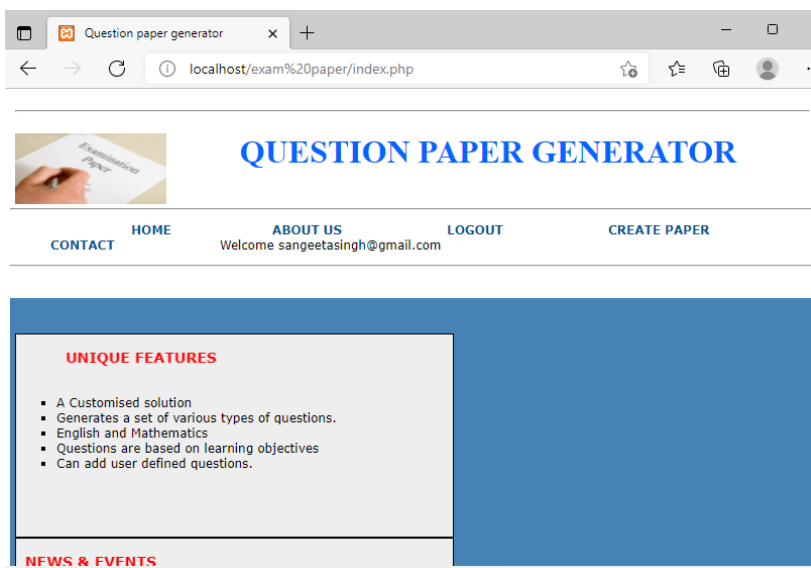 Question paper generator
localhost/exam%20paper/index.php
Examination
Paper
QUESTION PAPER GENERATOR
HOME ABOUT US LOGOUT CREATE PAPER
CONTACT Welcome sangeetasingh@gmail.com
UNIQUE FEATURES
A Customised solution
Generates a set of various types of questions.
English and Mathematics
Questions are based on learning objectives
Can add user defined questions.
NEWS & EVENTS